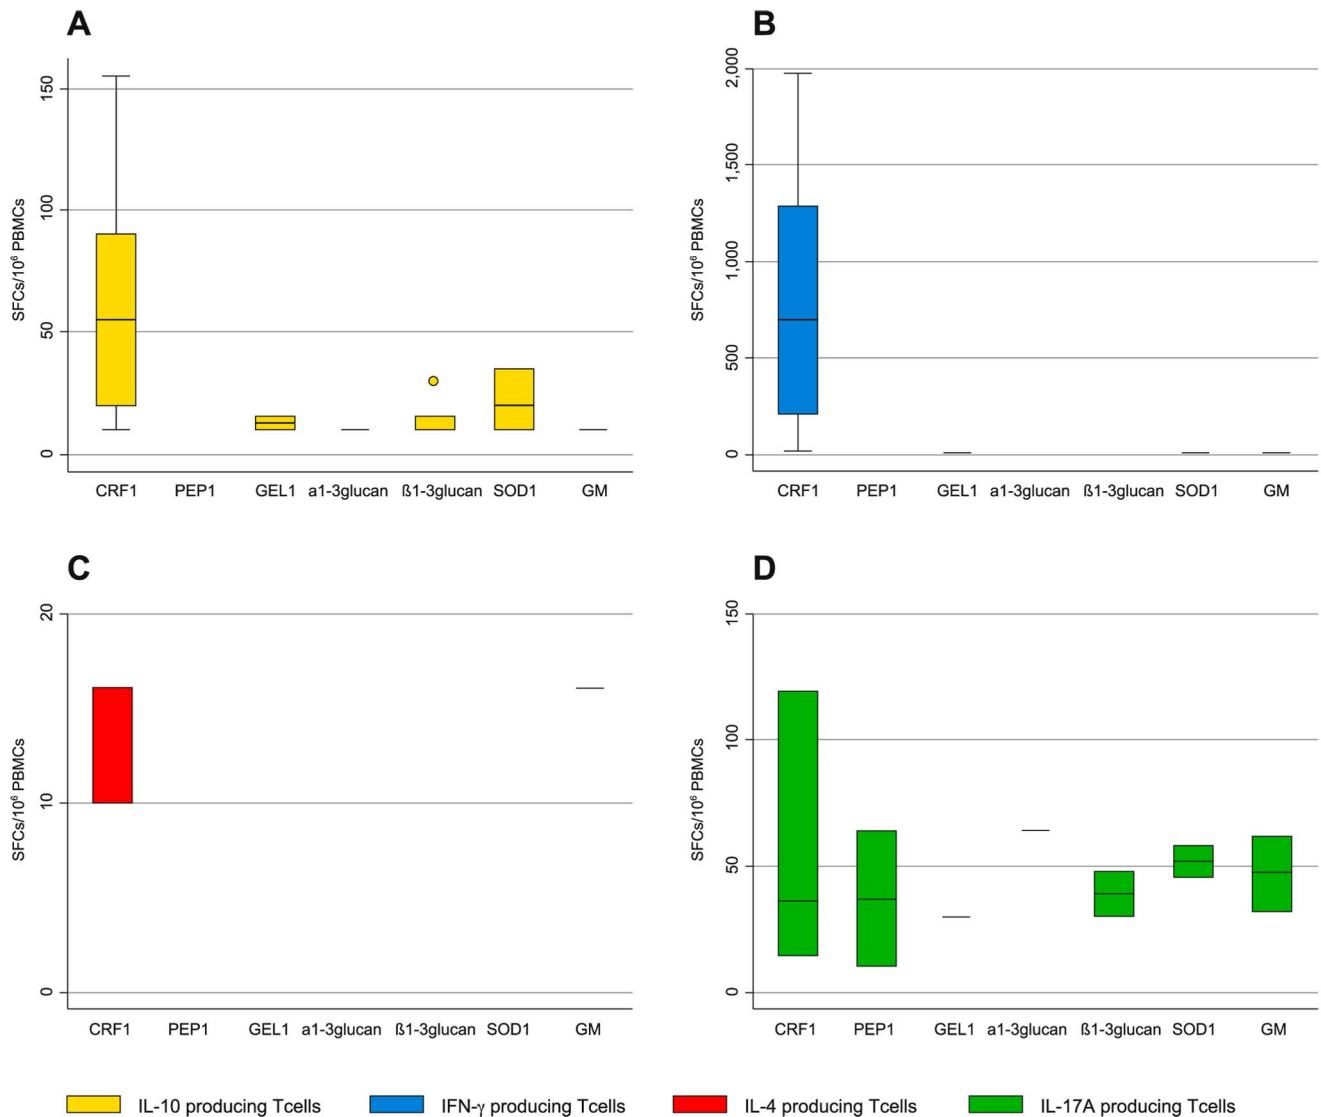 A
SFCs/10⁶ PBMCs
150
100
50
0
CRF1 PEP1 GEL1 a1-3glucan ß1-3glucan SOD1 GM
B
SFCs/10⁶ PBMCs
2,000
1,500
1,000
500
0
CRF1 PEP1 GEL1 a1-3glucan ß1-3glucan SOD1 GM
C
SFCs/10⁶ PBMCs
20
10
0
CRF1 PEP1 GEL1 a1-3glucan ß1-3glucan SOD1 GM
D
SFCs/10⁶ PBMCs
150
100
50
0
CRF1 PEP1 GEL1 a1-3glucan ß1-3glucan SOD1 GM
IL-10 producing Tcells IFN-γ producing Tcells IL-4 producing Tcells IL-17A producing Tcells